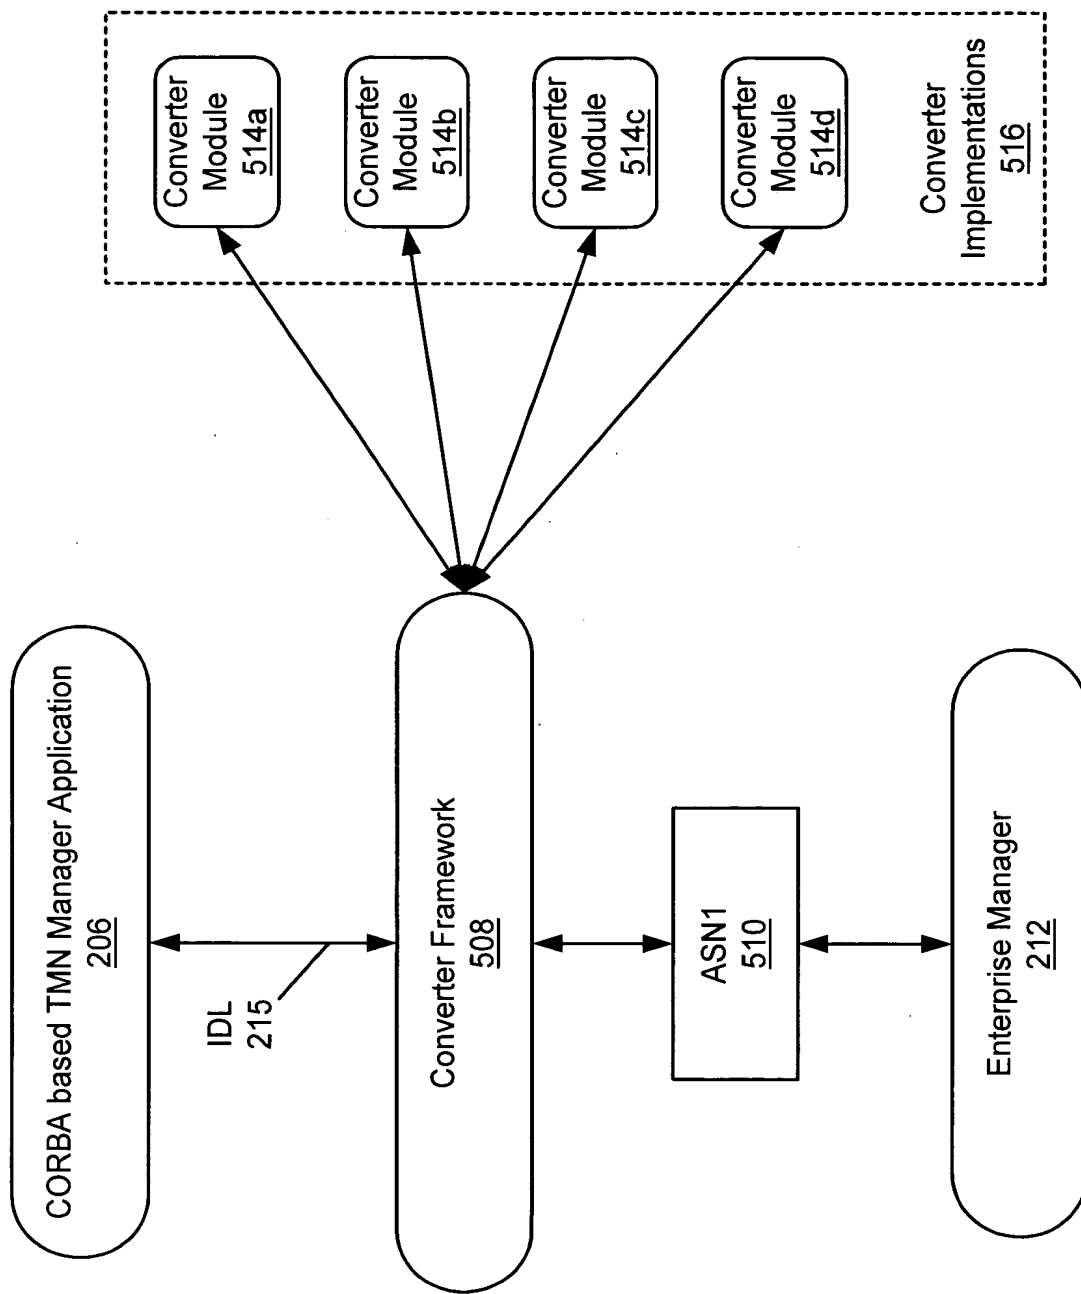 CORBA based TMN Manager Application
206
IDL
215
Converter Framework
508
ASN1
510
Enterprise Manager
212
Converter
Module
514a
Converter
Module
514b
Converter
Module
514c
Converter
Module
514d
Converter
Implementations
516